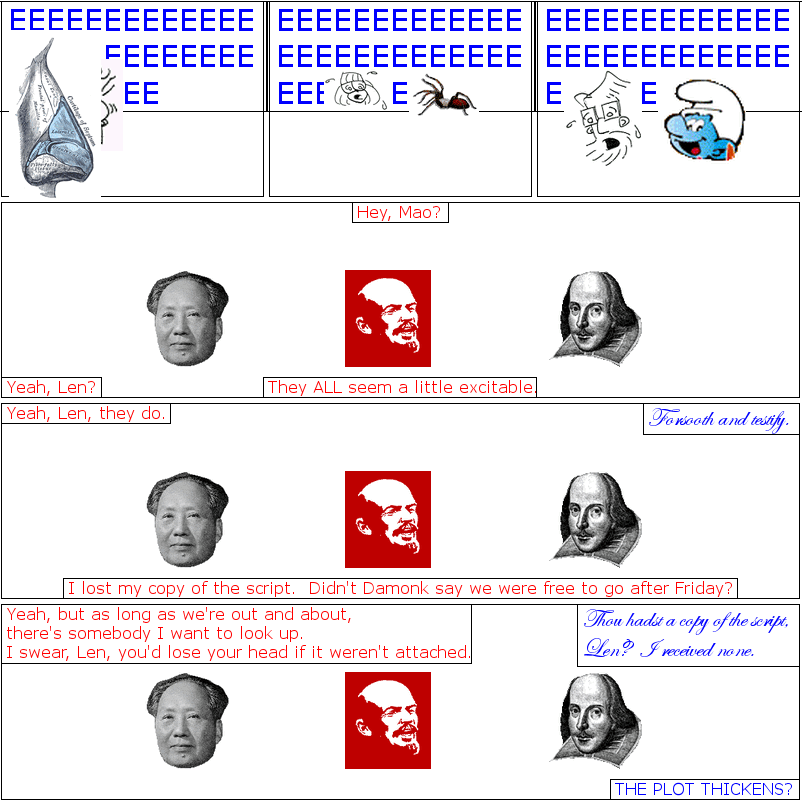 EEEEEEEEEEEEE
EEEEEEEE
EE
Cartilage of Septum
EEEEEEEEEEEEE
EEEEEEEEEEEEE
EEE E
EEEEEEEEEEEEE
EEEEEEEEEEEEE
E E
Hey, Mao?
Yeah, Len?
They ALL seem a little excitable.
Yeah, Len, they do.
Forsooth and testify.
I lost my copy of the script. Didn't Damonk say we were free to go after Friday?
Yeah, but as long as we're out and about,
there's somebody I want to look up.
I swear, Len, you'd lose your head if it weren't attached.
Thou hadst a copy of the script,
Len? I received none.
THE PLOT THICKENS?